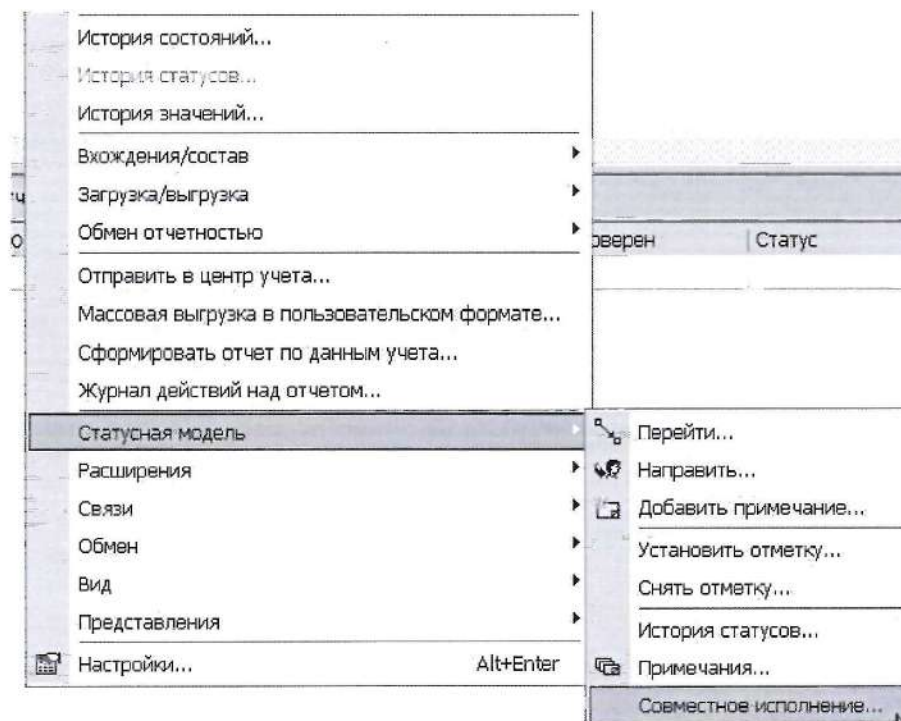 История состояний...
История статусов...
История значений...
Вхождения/состав
Загрузка/выгрузка
Обмен отчетностью
оверен
Статус
Отправить в центр учета...
Массовая выгрузка в пользовательском формате...
Сформировать отчет по данным учета...
Журнал действий над отчетом...
Статусная модель
Расширения
Связи
Обмен
Вид
Представления
Настройки... Alt+Enter
Перейти...
Направить...
Добавить примечание...
Установить отметку...
Снять отметку...
История статусов...
Примечания...
Совместное исполнение...